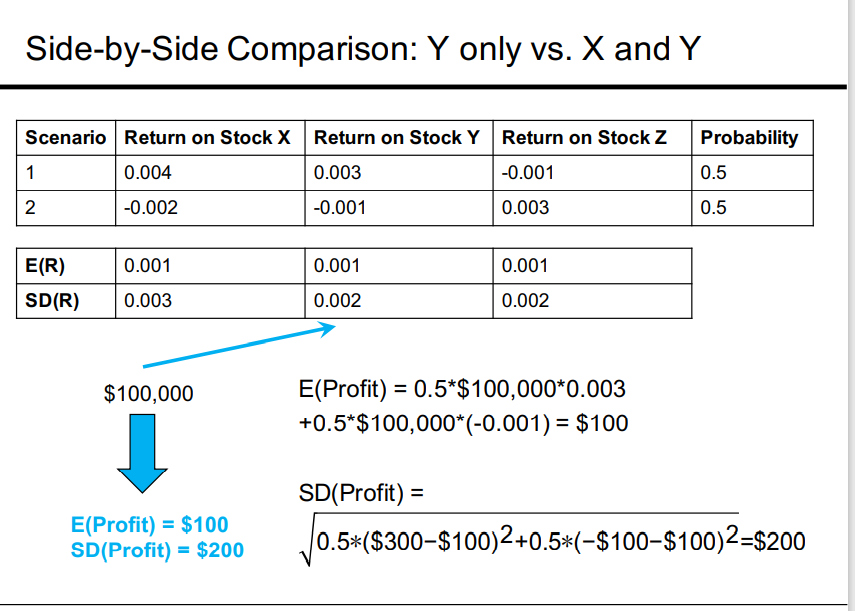 Side-by-Side Comparison: Y only vs. X and Y
Scenario Return on Stock X Return on Stock Y Return on Stock Z Probability
1 0.004 0.003 -0.001 0.5
2 -0.002 -0.001 0.003 0.5
E(R) 0.001 0.001 0.001
SD(R) 0.003 0.002 0.002
$100,000
E(Profit) = $100
SD(Profit) = $200
E(Profit) = 0.5*$100,000*0.003
+0.5*$100,000*(-0.001) = $100
SD(Profit) =
√0.5*($300−$100)2+0.5*(−$100−$100)2=$200